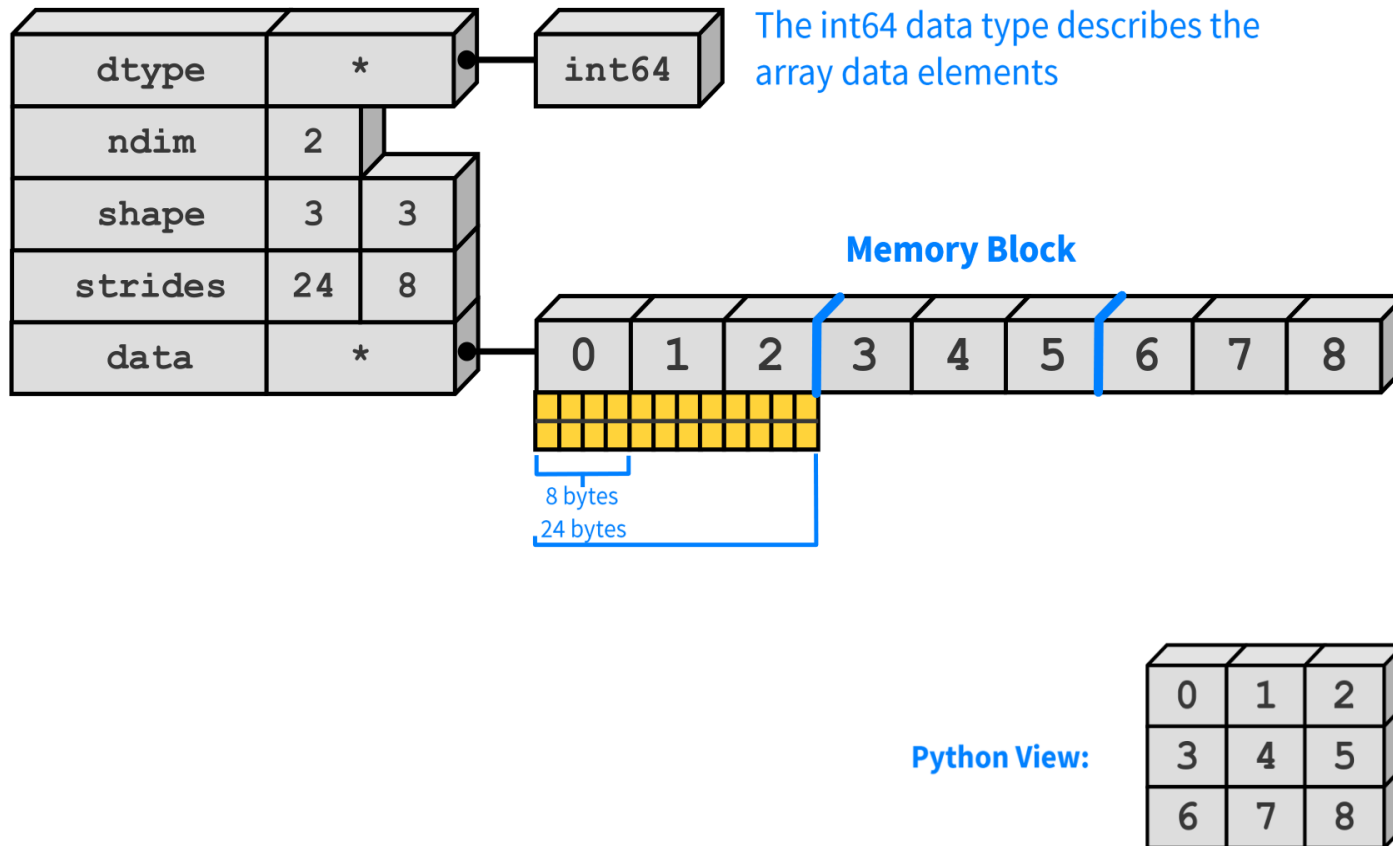 The int64 data type describes the
array data elements
dtype * int64
ndim 2
shape 3 3
strides 24 8
data *
Memory Block
0 1 2 3 4 5 6 7 8
8 bytes
24 bytes
Python View:
0 1 2
3 4 5
6 7 8